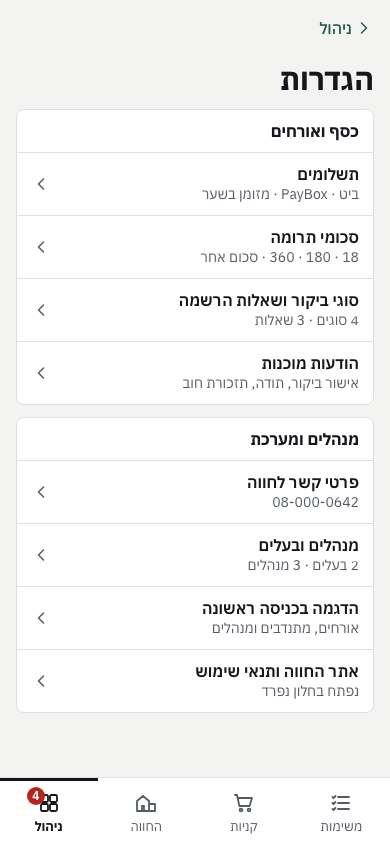 ניהול
הגדרות
כסף ואורחים
תשלומים
ביט · PayBox · מזומן בשער
סכומי תרומה
18 · 180 · 360 · סכום אחר
סוגי ביקור ושאלות הרשמה
4 סוגים · 3 שאלות
הודעות מוכנות
אישור ביקור, תודה, תזכורת חוב
מנהלים ומערכת
פרטי קשר לחווה
08-000-0642
מנהלים ובעלים
2 בעלים · 3 מנהלים
הדגמה בכניסה ראשונה
אורחים, מתנדבים ומנהלים
אתר החווה ותנאי שימוש
נפתח בחלון נפרד
משימות
קניות
החווה
4
ניהול